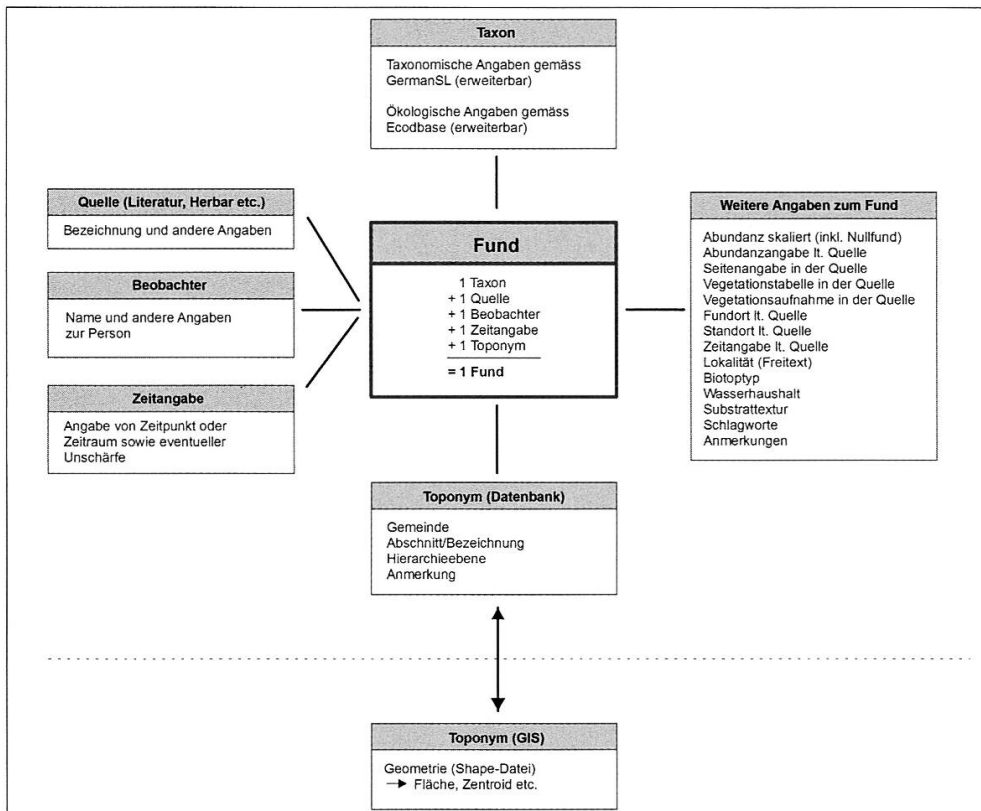 Taxon
Taxonomische Angaben gemäss
GermanSL (erweiterbar)
Ökologische Angaben gemäss
Ecodbase (erweiterbar)
Quelle (Literatur, Herbar etc.)
Bezeichnung und andere Angaben
Beobachter
Name und andere Angaben
zur Person
Zeitangabe
Angabe von Zeitpunkt oder
Zeitraum sowie eventueller
Unschärfe
Fund
1 Taxon
+ 1 Quelle
+ 1 Beobachter
+ 1 Zeitangabe
+ 1 Toponym
= 1 Fund
Weitere Angaben zum Fund
Abundanz skaliert (inkl. Nullfund)
Abundanzangabe lt. Quelle
Seitenangabe in der Quelle
Vegetationstabelle in der Quelle
Vegetationsaufnahme in der Quelle
Fundort lt. Quelle
Standort lt. Quelle
Zeitangabe lt. Quelle
Lokalität (Freitext)
Biotoptyp
Wasserhaushalt
Substrattextur
Schlagworte
Anmerkungen
Toponym (Datenbank)
Gemeinde
Abschnitt/Bezeichnung
Hierarchieebene
Anmerkung
Toponym (GIS)
Geometrie (Shape-Datei)
→ Fläche, Zentroid etc.